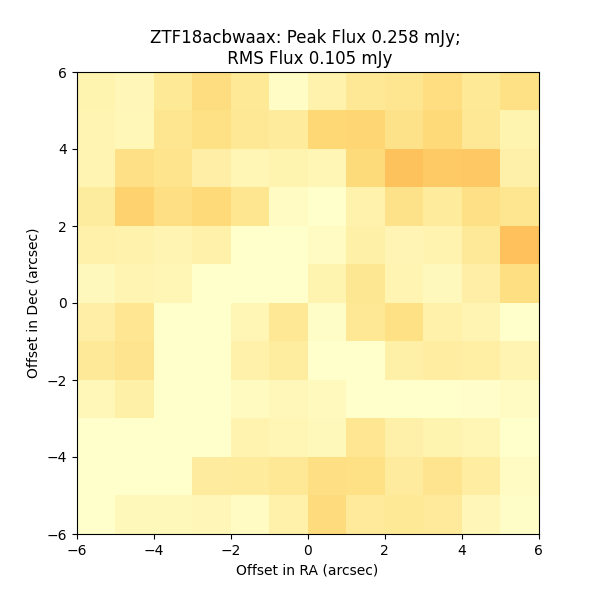 ZTF18acbwaax: Peak Flux 0.258 mJy;
RMS Flux 0.105 mJy
6
4
2
0
−2
−4
−6
Offset in Dec (arcsec)
−6 −4 −2 0 2 4 6
Offset in RA (arcsec)